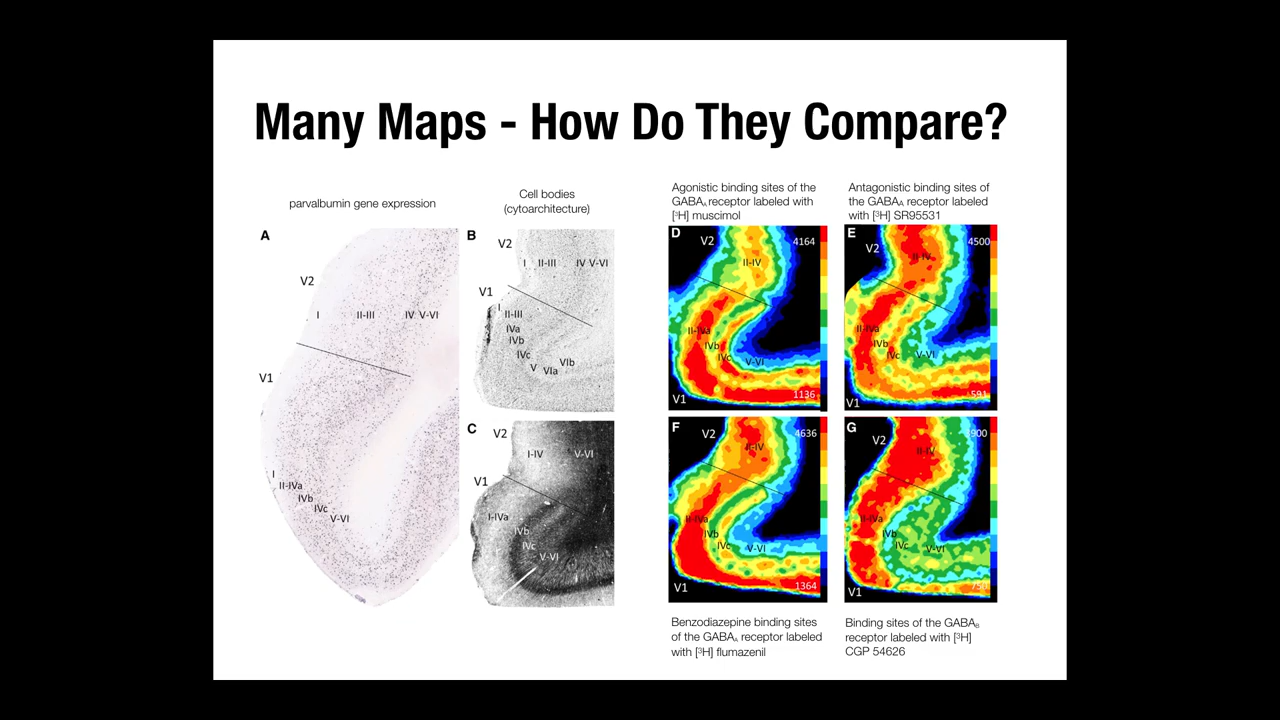 Many Maps - How Do They Compare?
parvalbumin gene expression
Cell bodies
(cytoarchitecture)
Agonistic binding sites of the
GABAA receptor labeled with
[3H] muscimol
Antagonistic binding sites of
the GABAA receptor labeled
with [3H] SR95531
A
V2
I II-III IV V-VI
V1
I
II-IVa
IVb
IVc
V-VI
B
V2
I II-III IV V-VI
V1
I
II-III
IVa
IVb
IVc
V
VIa
VIb
C
V2
I-IV V-VI
V1
I-IVa
IVb
IVc
V-VI
D
V2
4164
II-IV
II-IVa
IVb
IVc
V-VI
V1
1136
E
V2
4500
II-IV
II-IVa
IVb
IVc
V-VI
V1
591
F
V2
4636
II-IV
II-IVa
IVb
IVc
V-VI
V1
1364
G
V2
3900
II-IV
II-IVa
IVb
IVc
V-VI
V1
Benzodiazepine binding sites
of the GABAA receptor labeled
with [3H] flumazenil
Binding sites of the GABAB
receptor labeled with [3H]
CGP 54626